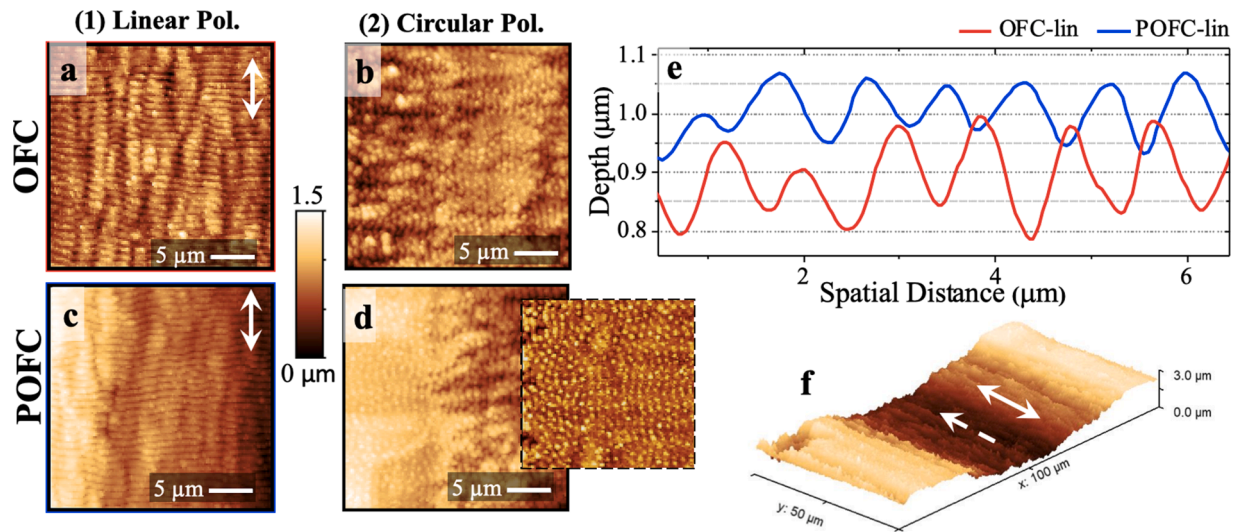 (1) Linear Pol.
(2) Circular Pol.
OFC-lin
POFC-lin
OFC
a
5 μm
b
5 μm
1.5
0 μm
Depth (μm)
1.1
1.0
0.9
0.8
e
2
4
6
Spatial Distance (μm)
POFC
c
5 μm
d
5 μm
f
3.0 μm
0.0 μm
x: 100 μm
y: 50 μm